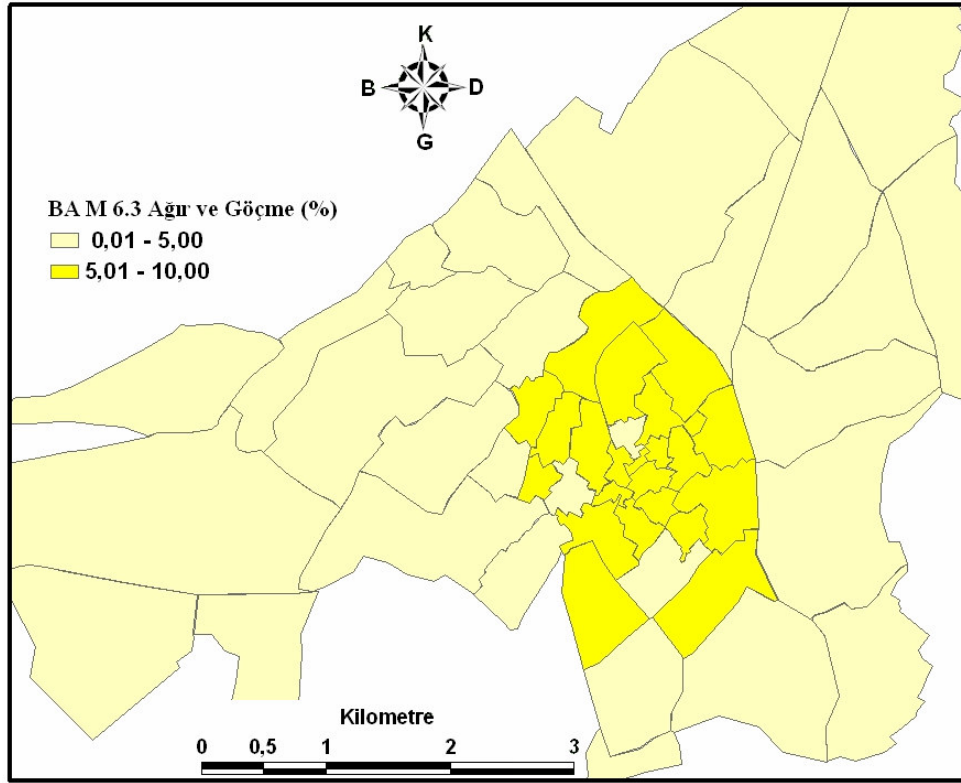 K
B D
G
BA M 6.3 Ağır ve Göçme (%)
0,01 - 5,00
5,01 - 10,00
Kilometre
0 0,5 1 2 3